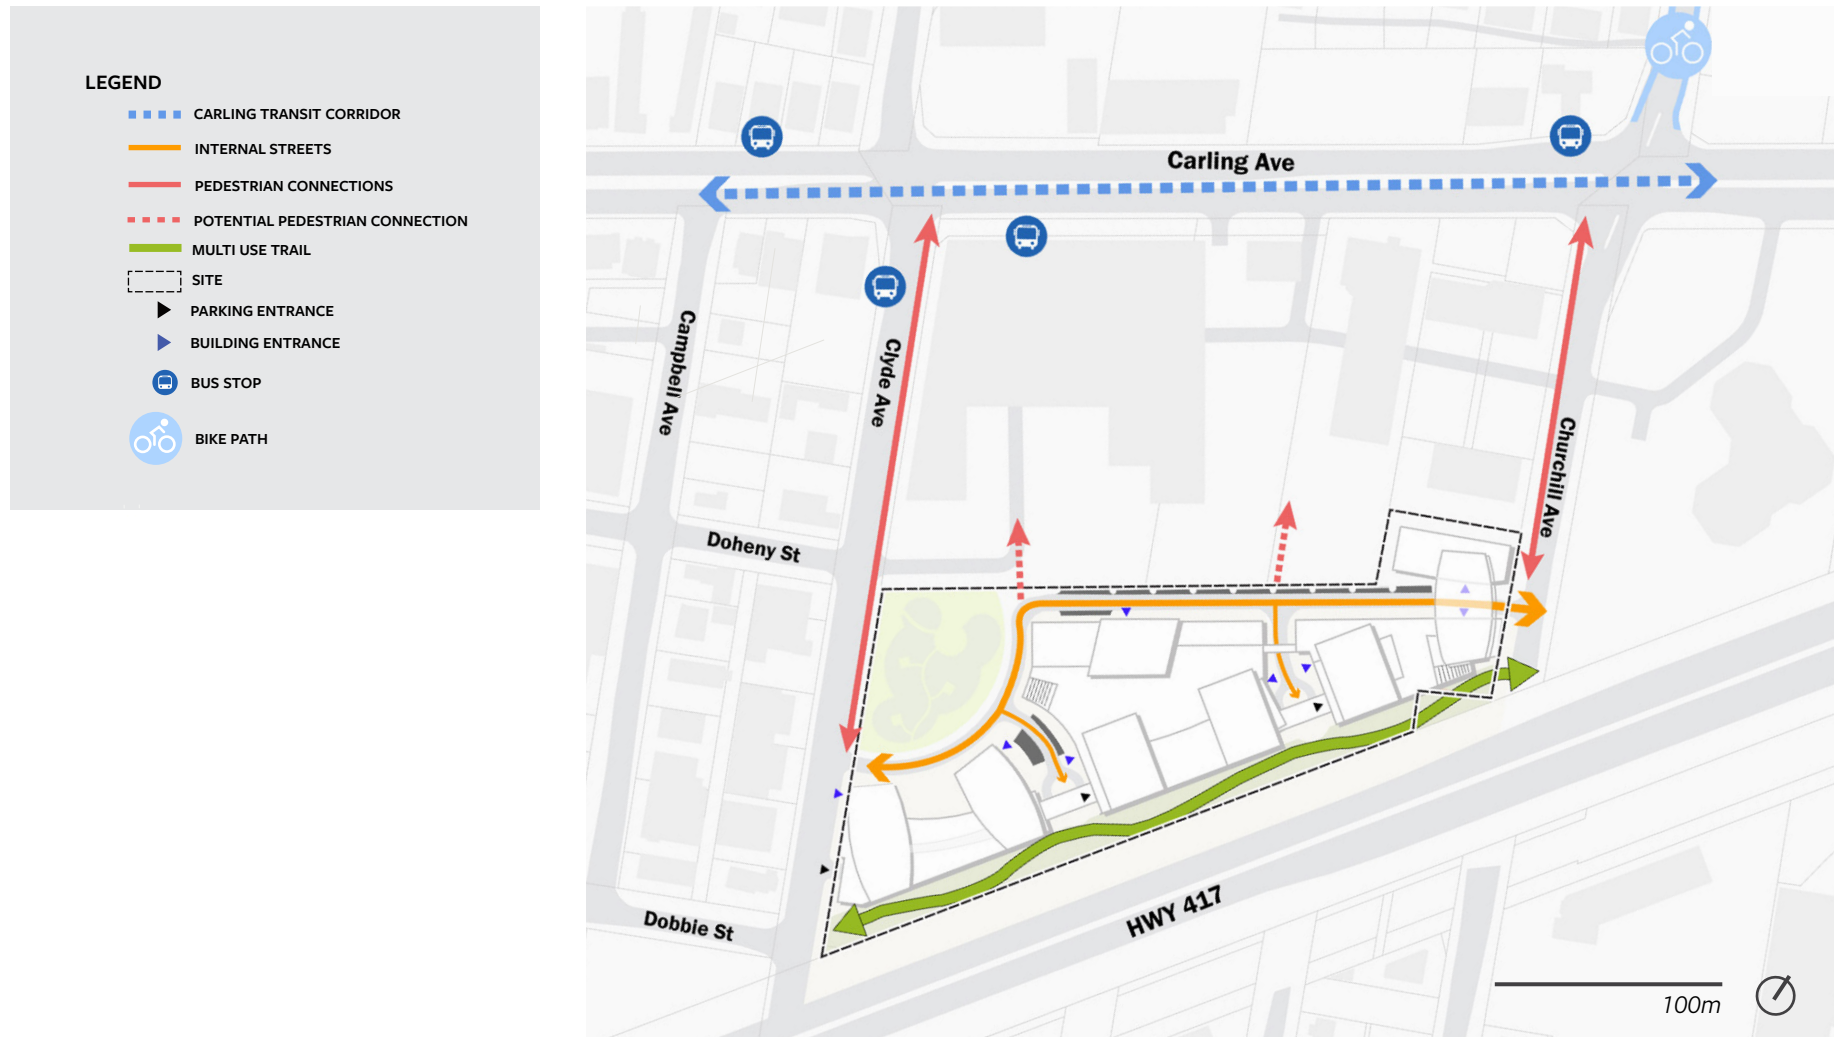 LEGEND
CARLING TRANSIT CORRIDOR
INTERNAL STREETS
PEDESTRIAN CONNECTIONS
POTENTIAL PEDESTRIAN CONNECTION
MULTI USE TRAIL
SITE
PARKING ENTRANCE
BUILDING ENTRANCE
BUS STOP
BIKE PATH
Carling Ave
Campbell Ave
Clyde Ave
Churchill Ave
Doheny St
Dobbie St
HWY 417
100m